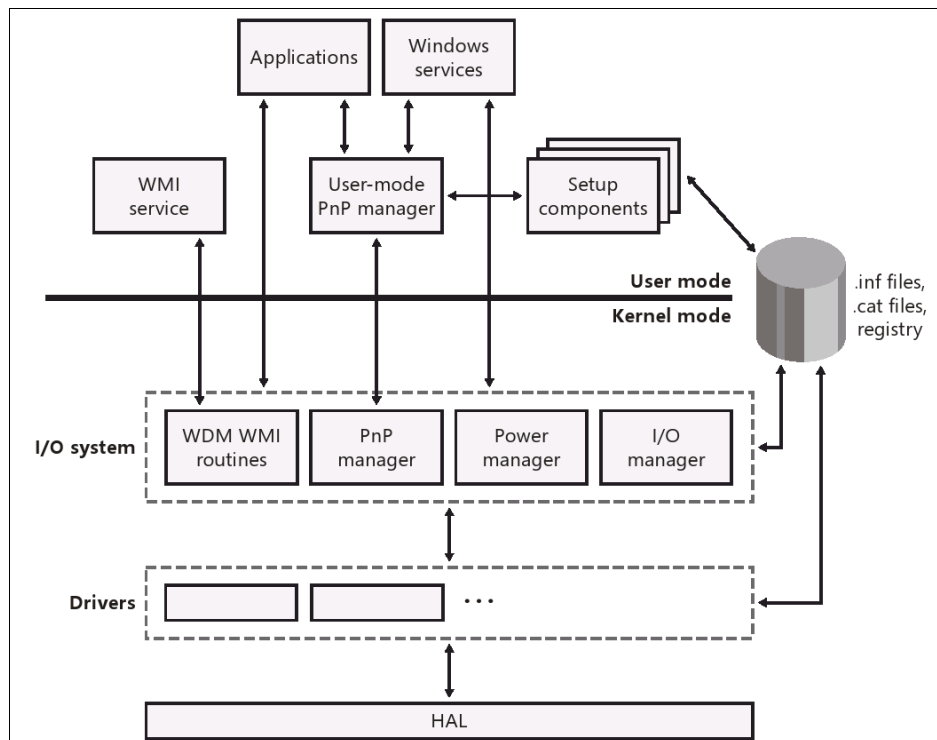 Applications
Windows
services
WMI
service
User-mode
PnP manager
Setup
components
User mode
Kernel mode
.inf files,
.cat files,
registry
I/O system
WDM WMI
routines
PnP
manager
Power
manager
I/O
manager
Drivers
...
HAL